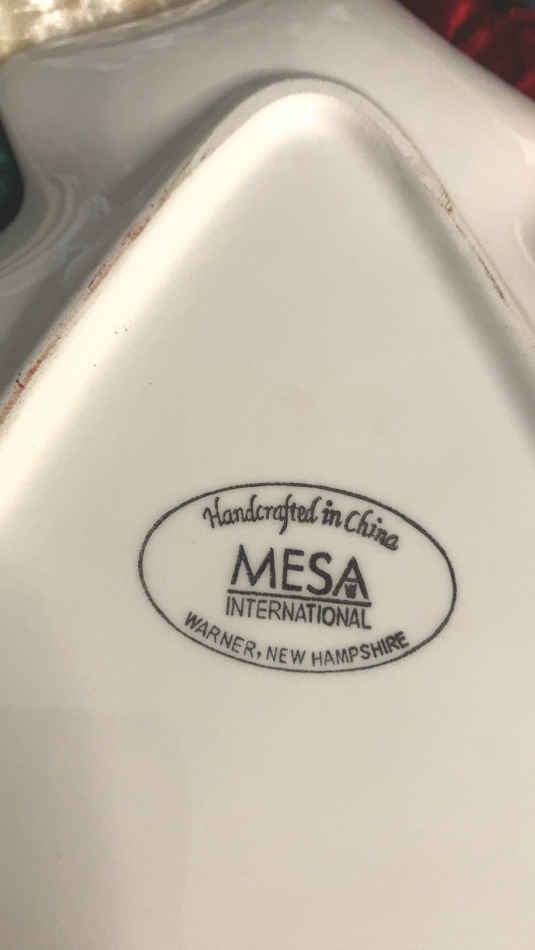 Handcrafted in China
MESA
INTERNATIONAL
WARNER, NEW HAMPSHIRE